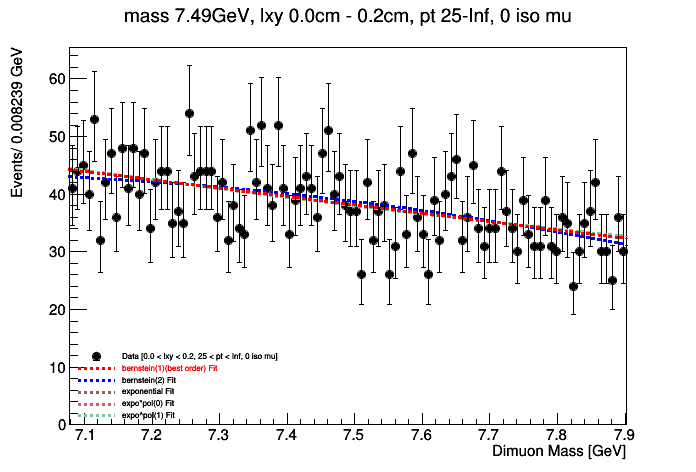 mass 7.49GeV, lxy 0.0cm - 0.2cm, pt 25-Inf, 0 iso mu
Events/ 0.008239 GeV
60
50
40
30
20
10
0
Data [0.0 < lxy < 0.2, 25 < pt < Inf, 0 iso mu]
bernstein(1)(best order) Fit
bernstein(2) Fit
exponential Fit
expo*pol(0) Fit
expo*pol(1) Fit
7.1 7.2 7.3 7.4 7.5 7.6 7.7 7.8 7.9
Dimuon Mass [GeV]